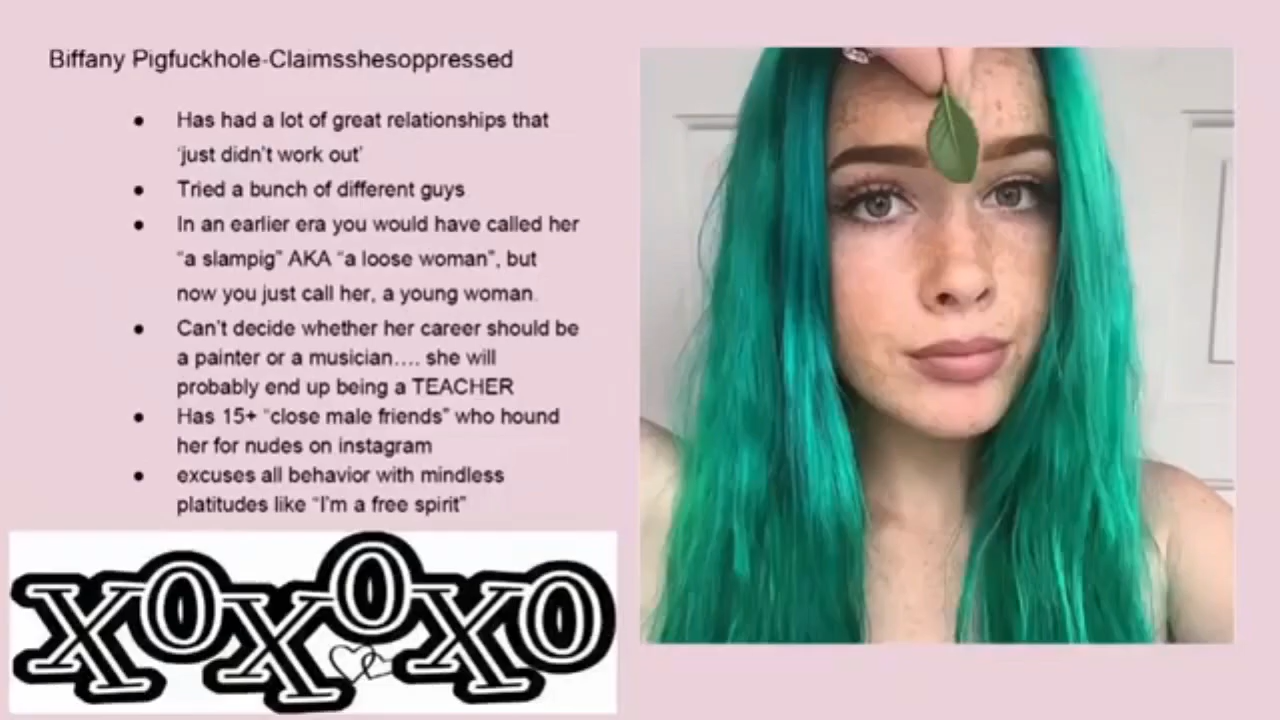 Biffany Pigfuckhole-Claimsshesoppressed
● Has had a lot of great relationships that
‘just didn’t work out’
● Tried a bunch of different guys
● In an earlier era you would have called her
“a slampig” AKA “a loose woman”, but
now you just call her, a young woman.
● Can’t decide whether her career should be
a painter or a musician…. she will
probably end up being a TEACHER
● Has 15+ “close male friends” who hound
her for nudes on instagram
● excuses all behavior with mindless
platitudes like “I’m a free spirit”
XOXOXO